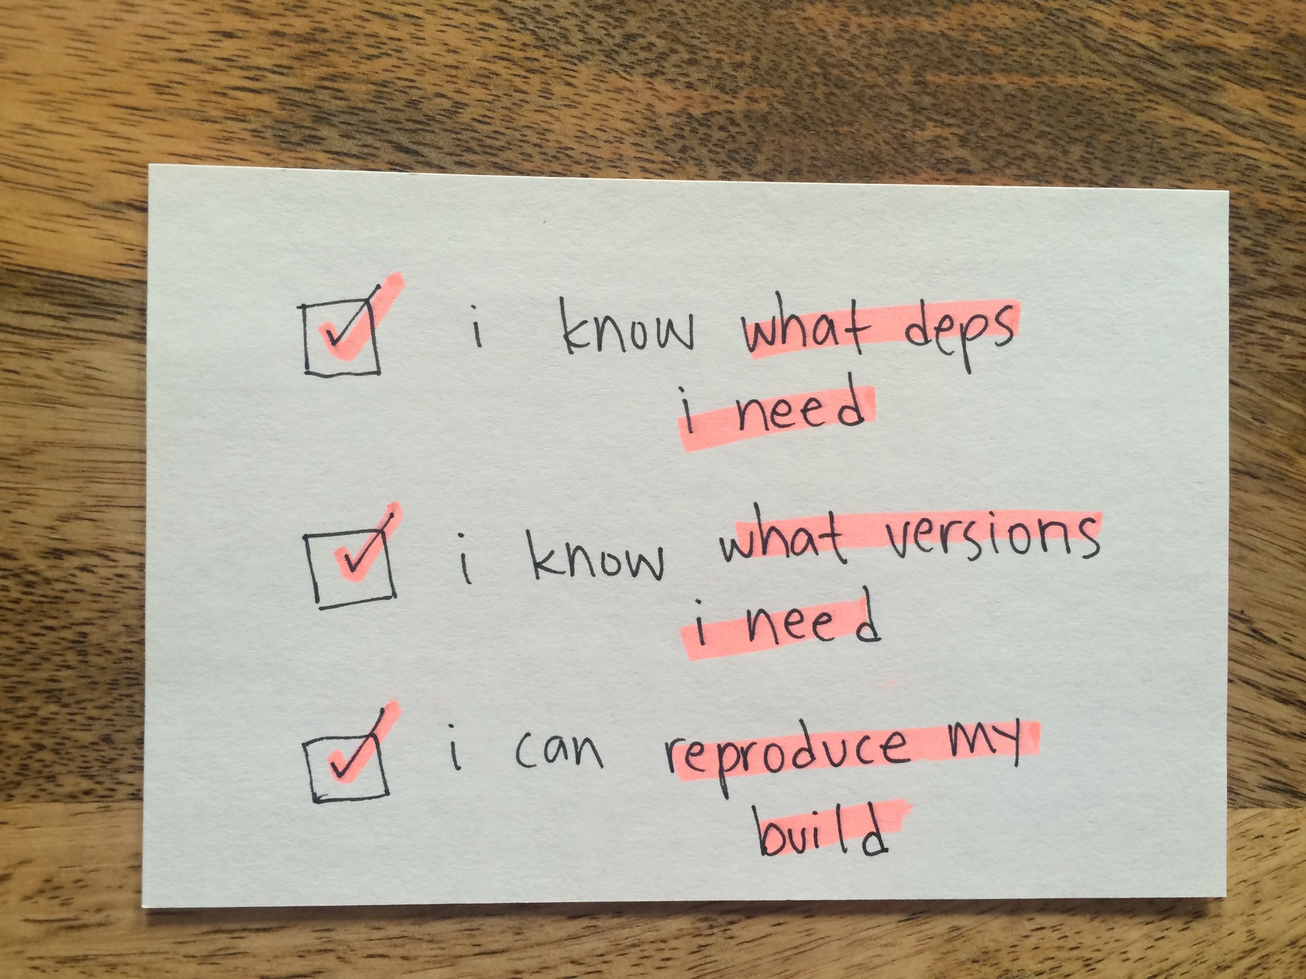 i know what deps
i need
i know what versions
i need
i can reproduce my
build